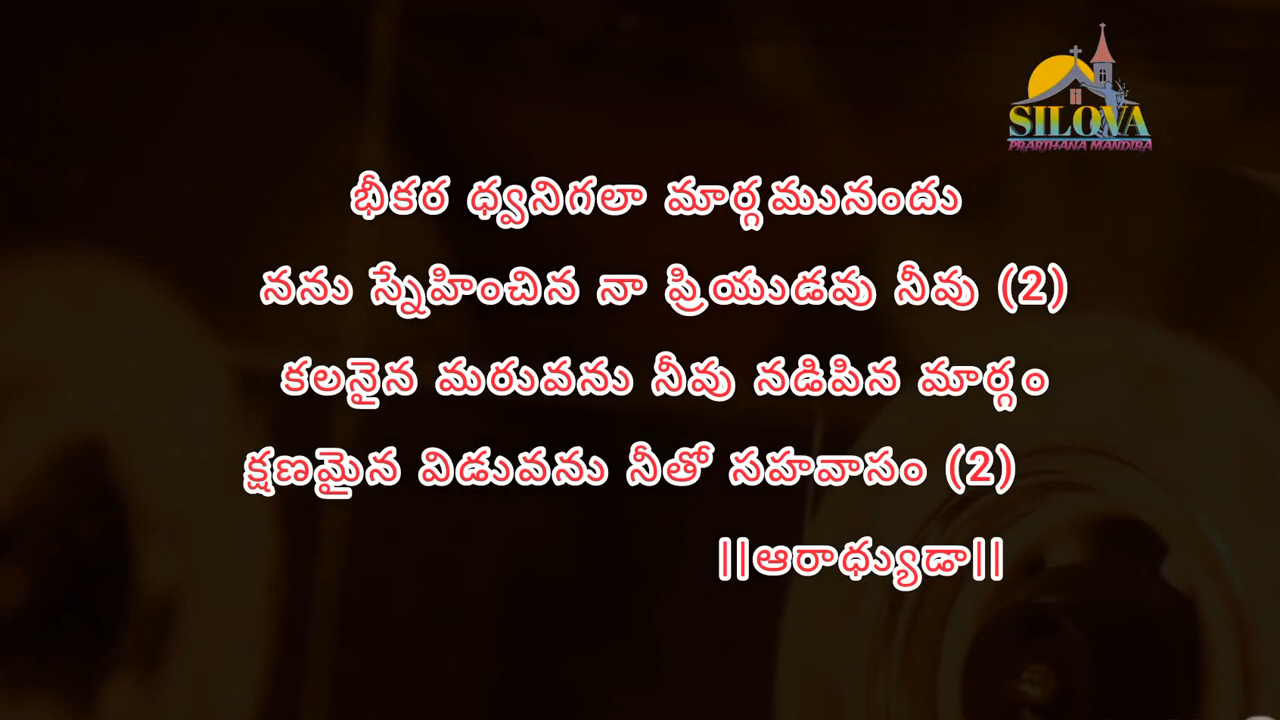 SILOVA
PRARTHANA MANDIRA
భీకర ధ్వనిగలా మార్గమునందు
నను స్నేహించిన నా ప్రియుడవు నీవు (2)
కలనైన మరువను నీవు నడిపిన మార్గం
క్షణమైన విడువను నీతో సహవాసం (2)
||ఆరాధ్యుడా||